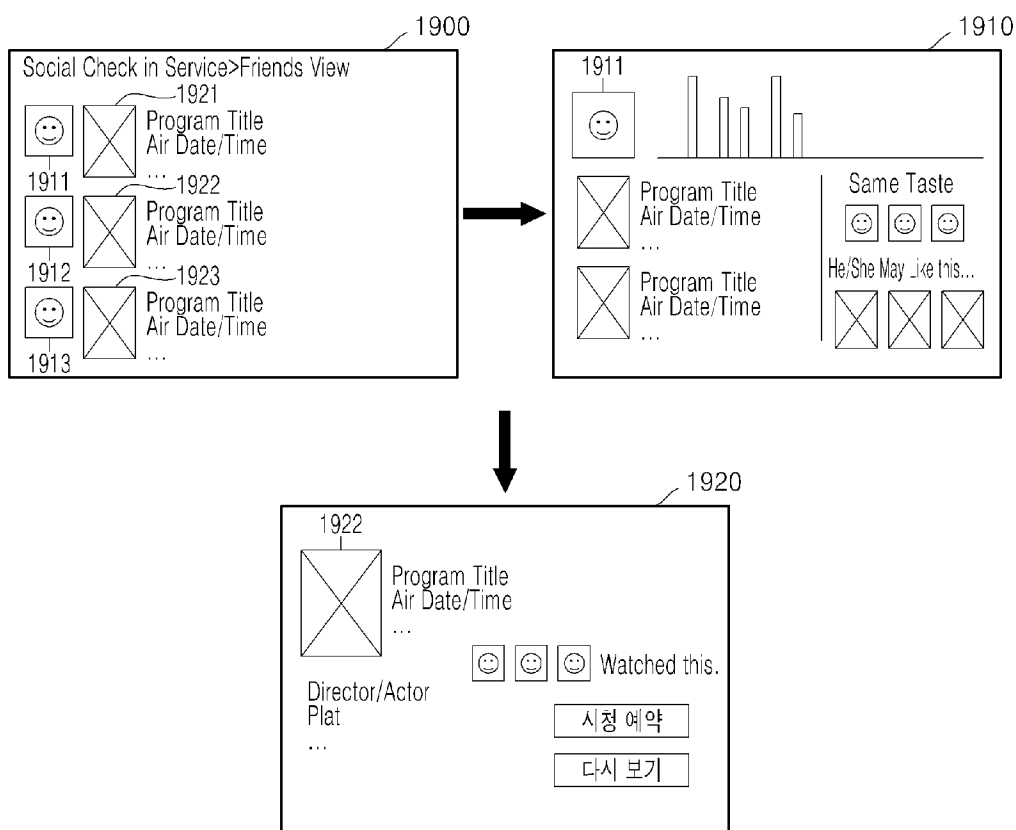 1900
Social Check in Service>Friends View
1921
Program Title
Air Date/Time
...
1911
1922
Program Title
Air Date/Time
...
1912
1923
Program Title
Air Date/Time
...
1913
1910
1911
Program Title
Air Date/Time
...
Program Title
Air Date/Time
...
Same Taste
He/She May Like this...
1920
1922
Program Title
Air Date/Time
...
Watched this.
Director/Actor
Plat
...
시청 예약
다시 보기